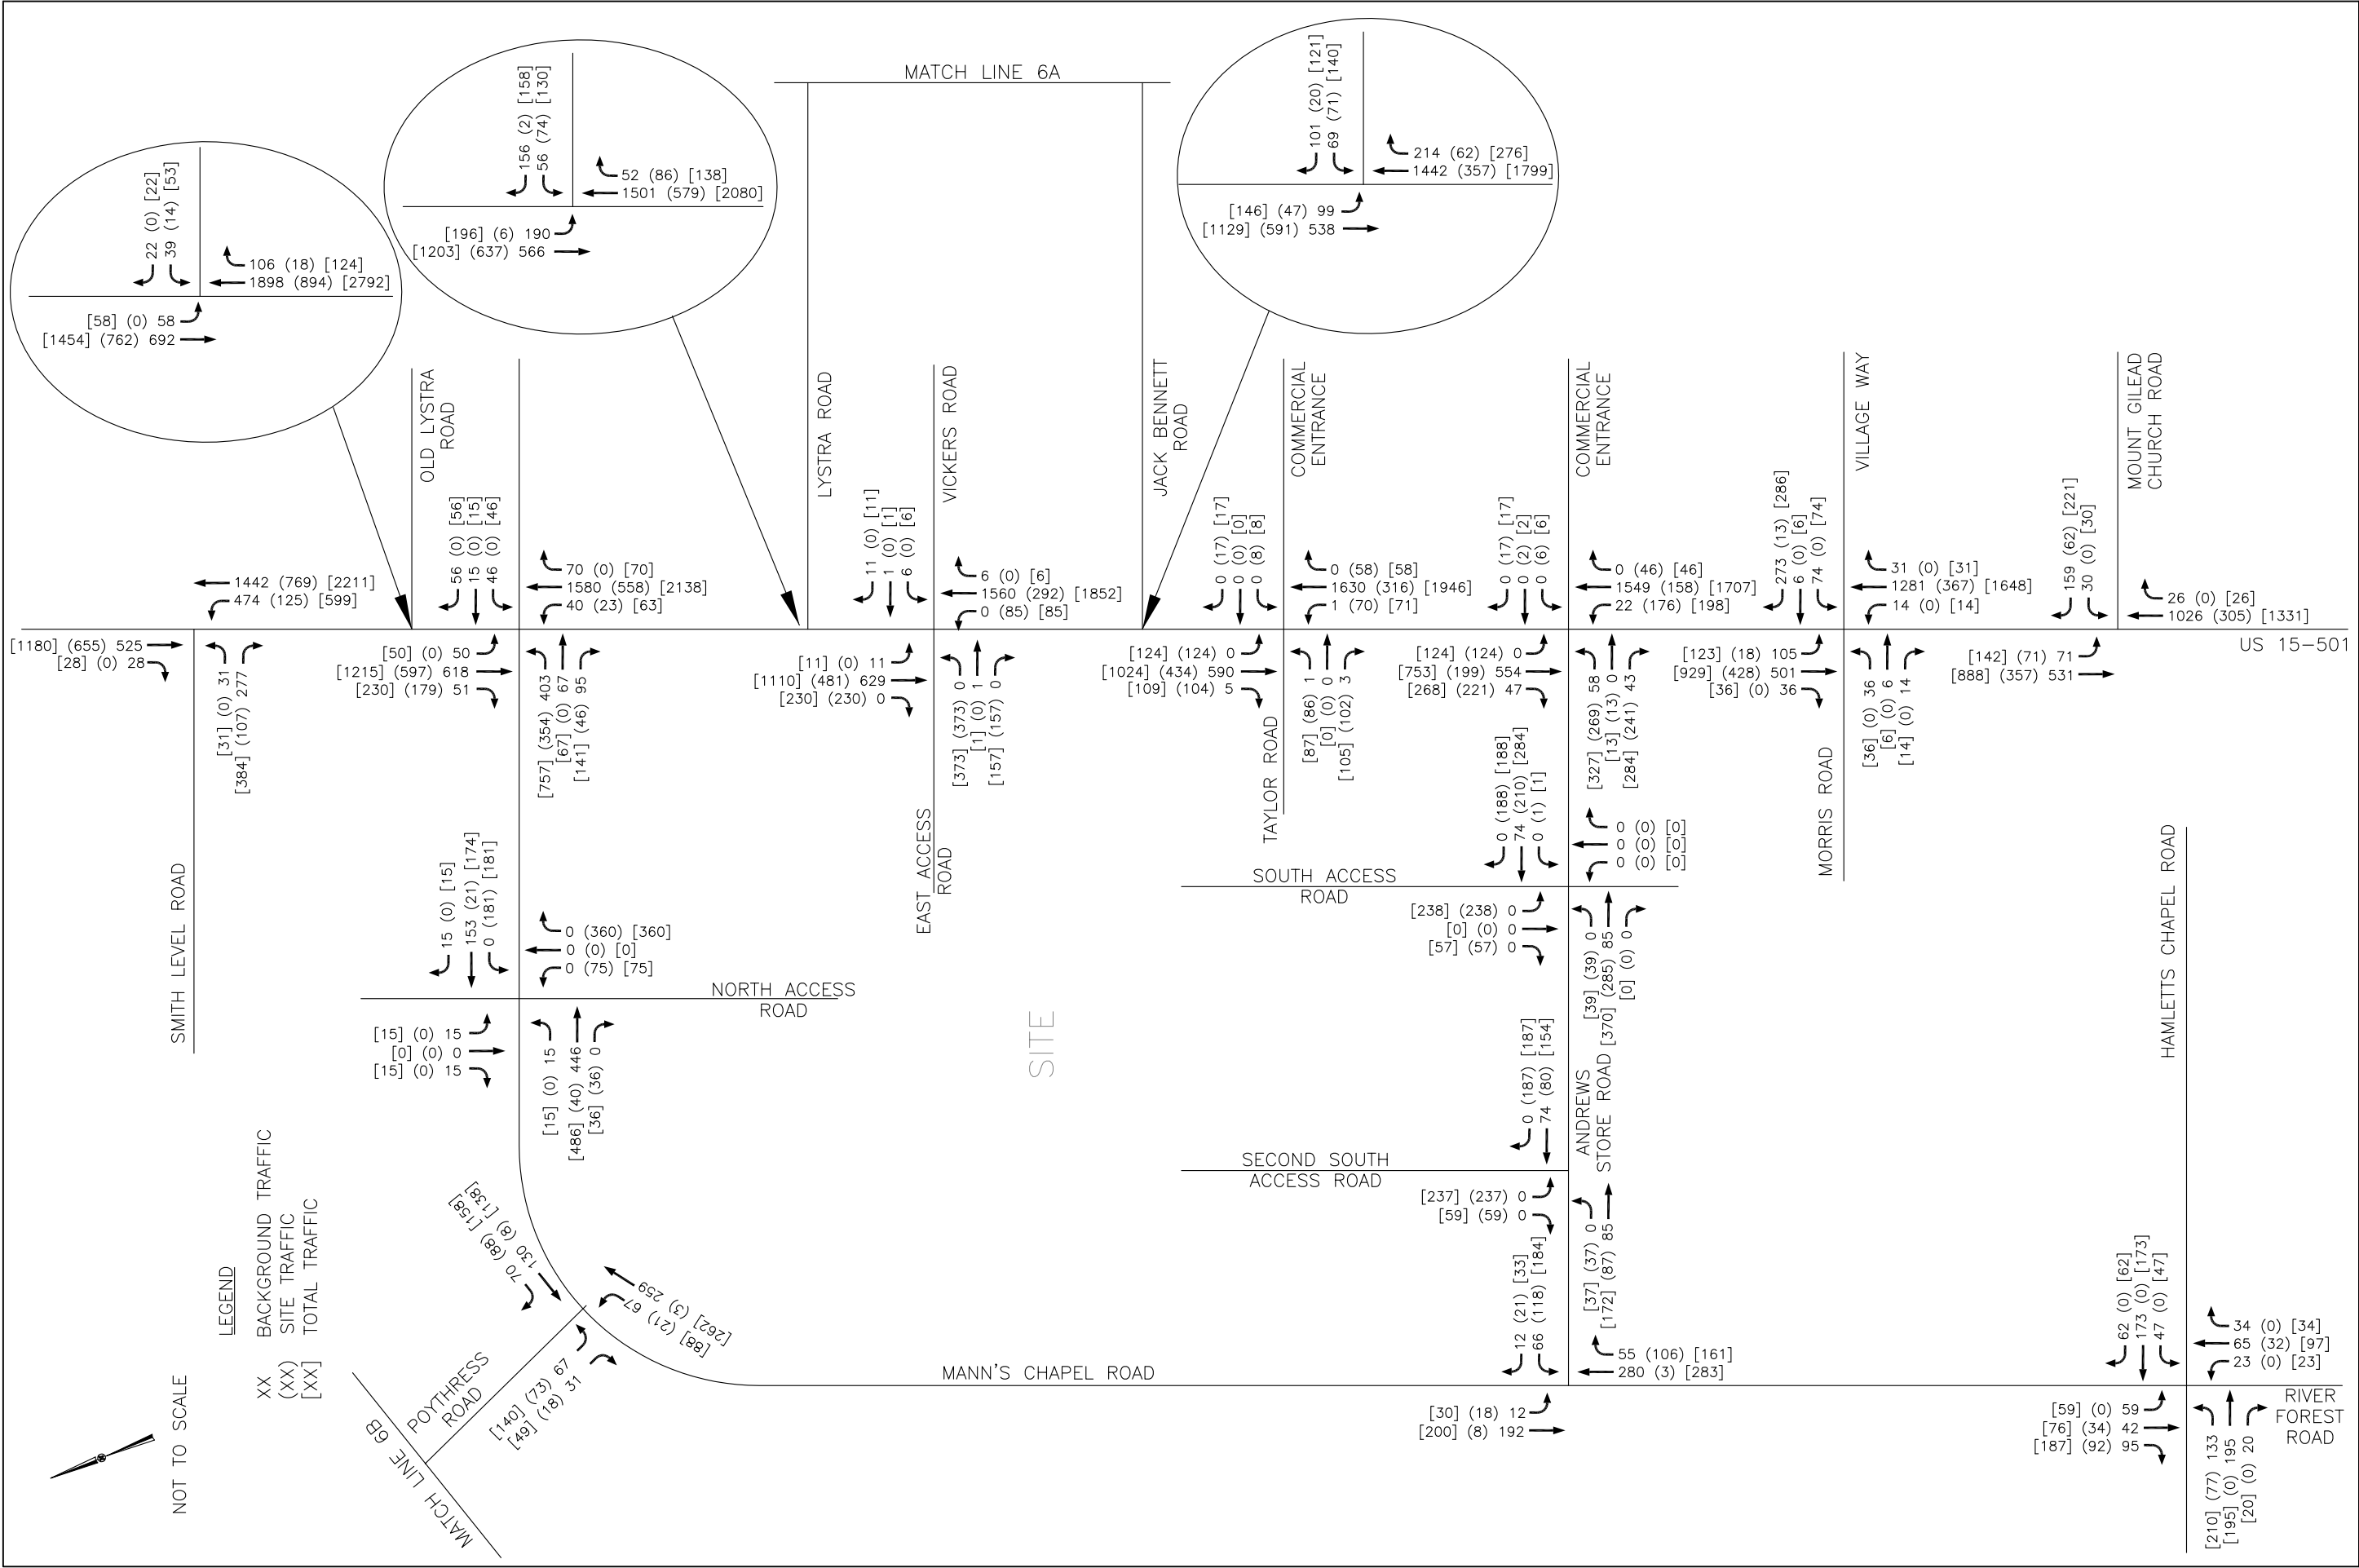 MATCH LINE 6A
22 (0) [22]
39 (14) [53]
106 (18) [124]
1898 (894) [2792]
[58] (0) 58
[1454] (762) 692
156 (2) [158]
56 (74) [130]
52 (86) [138]
1501 (579) [2080]
[196] (6) 190
[1203] (637) 566
101 (20) [121]
69 (71) [140]
214 (62) [276]
1442 (357) [1799]
[146] (47) 99
[1129] (591) 538
OLD LYSTRA
ROAD
LYSTRA ROAD
VICKERS ROAD
JACK BENNETT
ROAD
COMMERCIAL
ENTRANCE
COMMERCIAL
ENTRANCE
VILLAGE WAY
MOUNT GILEAD
CHURCH ROAD
1442 (769) [2211]
474 (125) [599]
[1180] (655) 525
[28] (0) 28
[31] (0) 31
[384] (107) 277
56 (0) [56]
15 (0) [15]
46 (0) [46]
70 (0) [70]
1580 (558) [2138]
40 (23) [63]
[50] (0) 50
[1215] (597) 618
[230] (179) 51
[757] (354) 403
[67] (0) 67
[141] (46) 95
11 (0) [11]
1 (0) [1]
6 (0) [6]
6 (0) [6]
1560 (292) [1852]
0 (85) [85]
[11] (0) 11
[1110] (481) 629
[230] (230) 0
[373] (373) 0
[1] (0) 1
[157] (157) 0
0 (17) [17]
0 (0) [0]
0 (8) [8]
0 (58) [58]
1630 (316) [1946]
1 (70) [71]
[124] (124) 0
[1024] (434) 590
[109] (104) 5
[87] (86) 1
[0] (0) 0
[105] (102) 3
0 (17) [17]
0 (2) [2]
0 (6) [6]
0 (46) [46]
1549 (158) [1707]
22 (176) [198]
[124] (124) 0
[753] (199) 554
[268] (221) 47
[327] (269) 58
[13] (13) 0
[284] (241) 43
273 (13) [286]
6 (0) [6]
74 (0) [74]
31 (0) [31]
1281 (367) [1648]
14 (0) [14]
[123] (18) 105
[929] (428) 501
[36] (0) 36
[36] (0) 36
[6] (0) 6
[14] (0) 14
159 (62) [221]
30 (0) [30]
26 (0) [26]
1026 (305) [1331]
[142] (71) 71
[888] (357) 531
US 15-501
SMITH LEVEL ROAD
EAST ACCESS
ROAD
TAYLOR ROAD
MORRIS ROAD
HAMLETTS CHAPEL ROAD
15 (0) [15]
153 (21) [174]
0 (181) [181]
0 (360) [360]
0 (0) [0]
0 (75) [75]
NORTH ACCESS
ROAD
[15] (0) 15
[0] (0) 0
[15] (0) 15
[15] (0) 15
[486] (40) 446
[36] (36) 0
SITE
0 (188) [188]
74 (210) [284]
0 (1) [1]
0 (0) [0]
0 (0) [0]
0 (0) [0]
SOUTH ACCESS
ROAD
[238] (238) 0
[0] (0) 0
[57] (57) 0
[39] (39) 0
[370] (285) 85
[0] (0) 0
ANDREWS
STORE ROAD
0 (187) [187]
74 (80) [154]
SECOND SOUTH
ACCESS ROAD
[237] (237) 0
[59] (59) 0
[37] (37) 0
[172] (87) 85
12 (21) [33]
66 (118) [184]
55 (106) [161]
280 (3) [283]
[30] (18) 12
[200] (8) 192
MANN'S CHAPEL ROAD
130 (8) [138]
70 (88) [158]
[262] (3) 259
[88] (21) 67
[140] (73) 67
[49] (18) 31
POYTHRESS
ROAD
MATCH LINE 6B
62 (0) [62]
173 (0) [173]
47 (0) [47]
34 (0) [34]
65 (32) [97]
23 (0) [23]
[59] (0) 59
[76] (34) 42
[187] (92) 95
[210] (77) 133
[195] (0) 195
[20] (0) 20
RIVER
FOREST
ROAD
LEGEND
XX BACKGROUND TRAFFIC
(XX) SITE TRAFFIC
[XX] TOTAL TRAFFIC
NOT TO SCALE